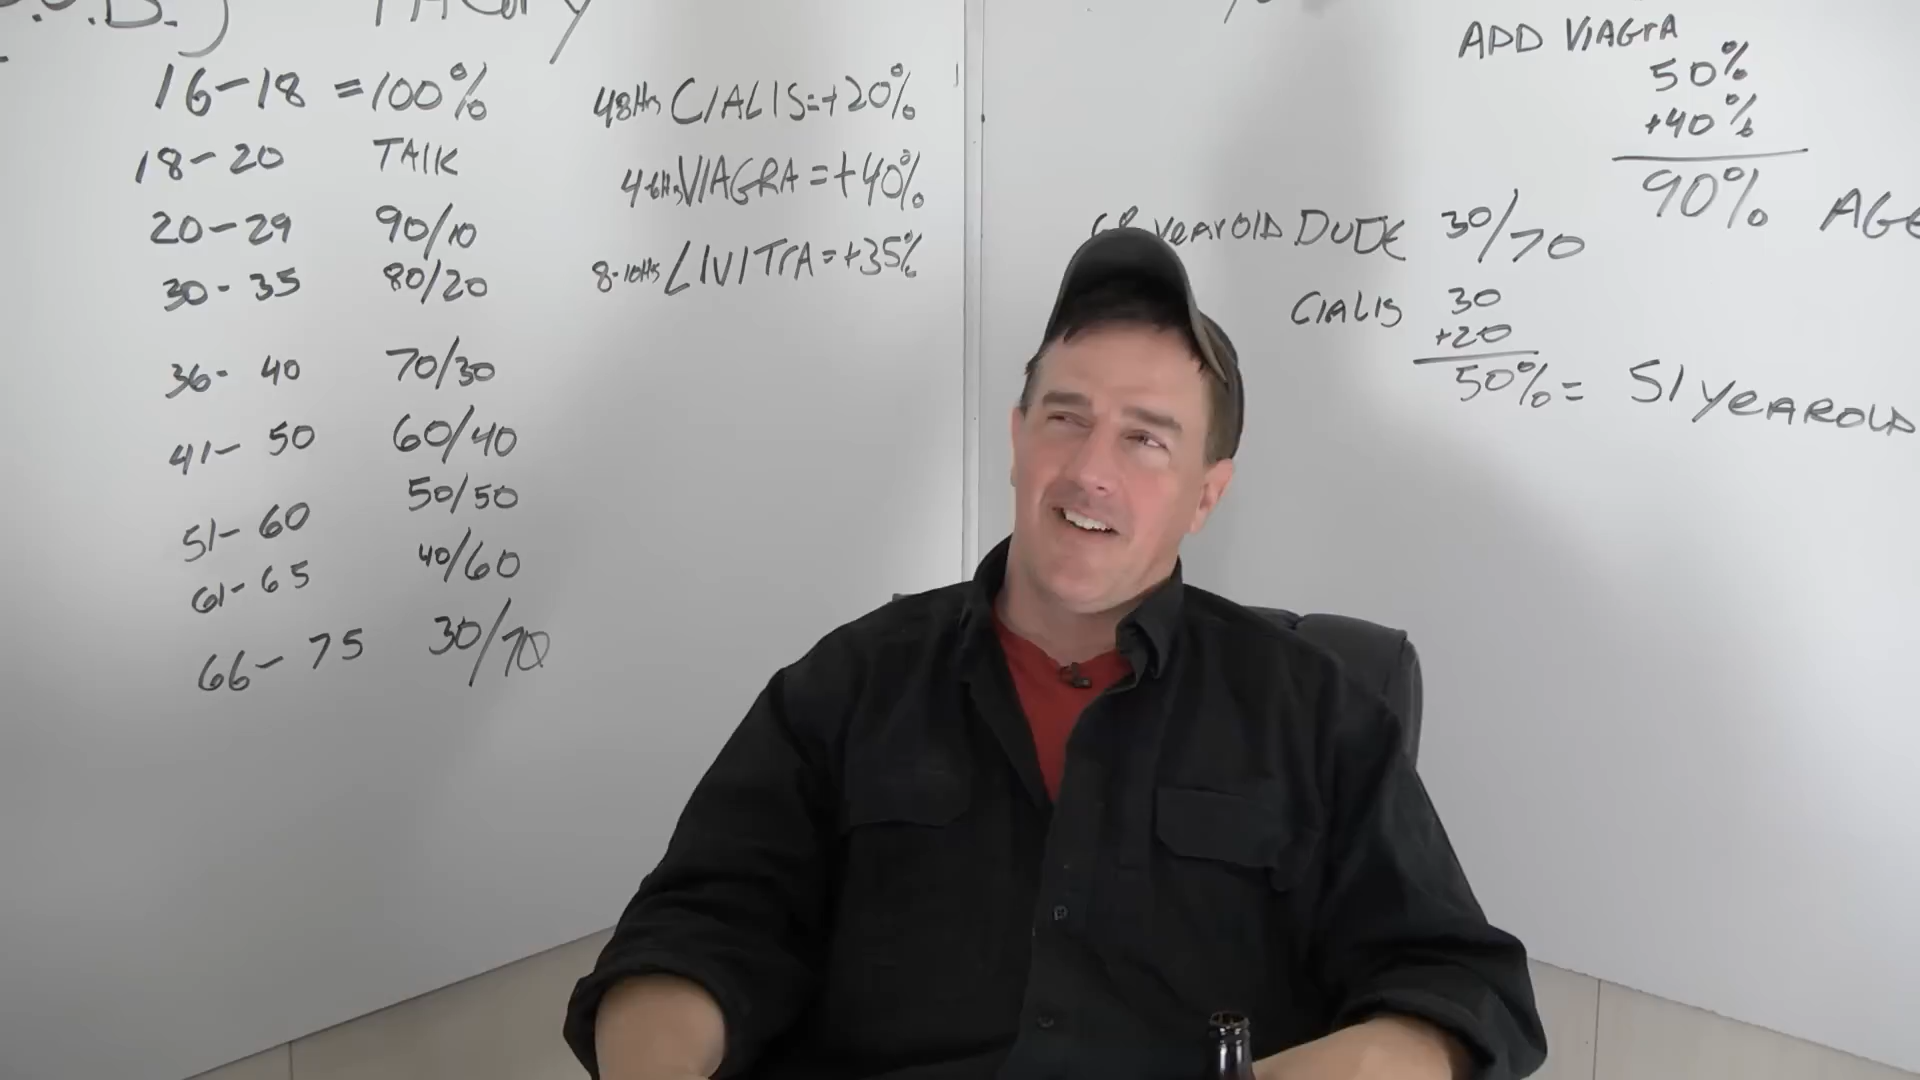 THEORY
16-18 = 100%
18-20 TAlK
20-29 90/10
30-35 80/20
36-40 70/30
41-50 60/40
51-60 50/50
61-65 40/60
66-75 30/70
48Hrs CIALIS=+20%
4-6Hrs VIAGRA=+40%
8-10Hrs LIVITrA=+35%
ADD VIAGrA
50%
+40%
90% AGE
yearOlD DUDE 30/70
CIALIS 30
+20
50% = 51 yeAROLD